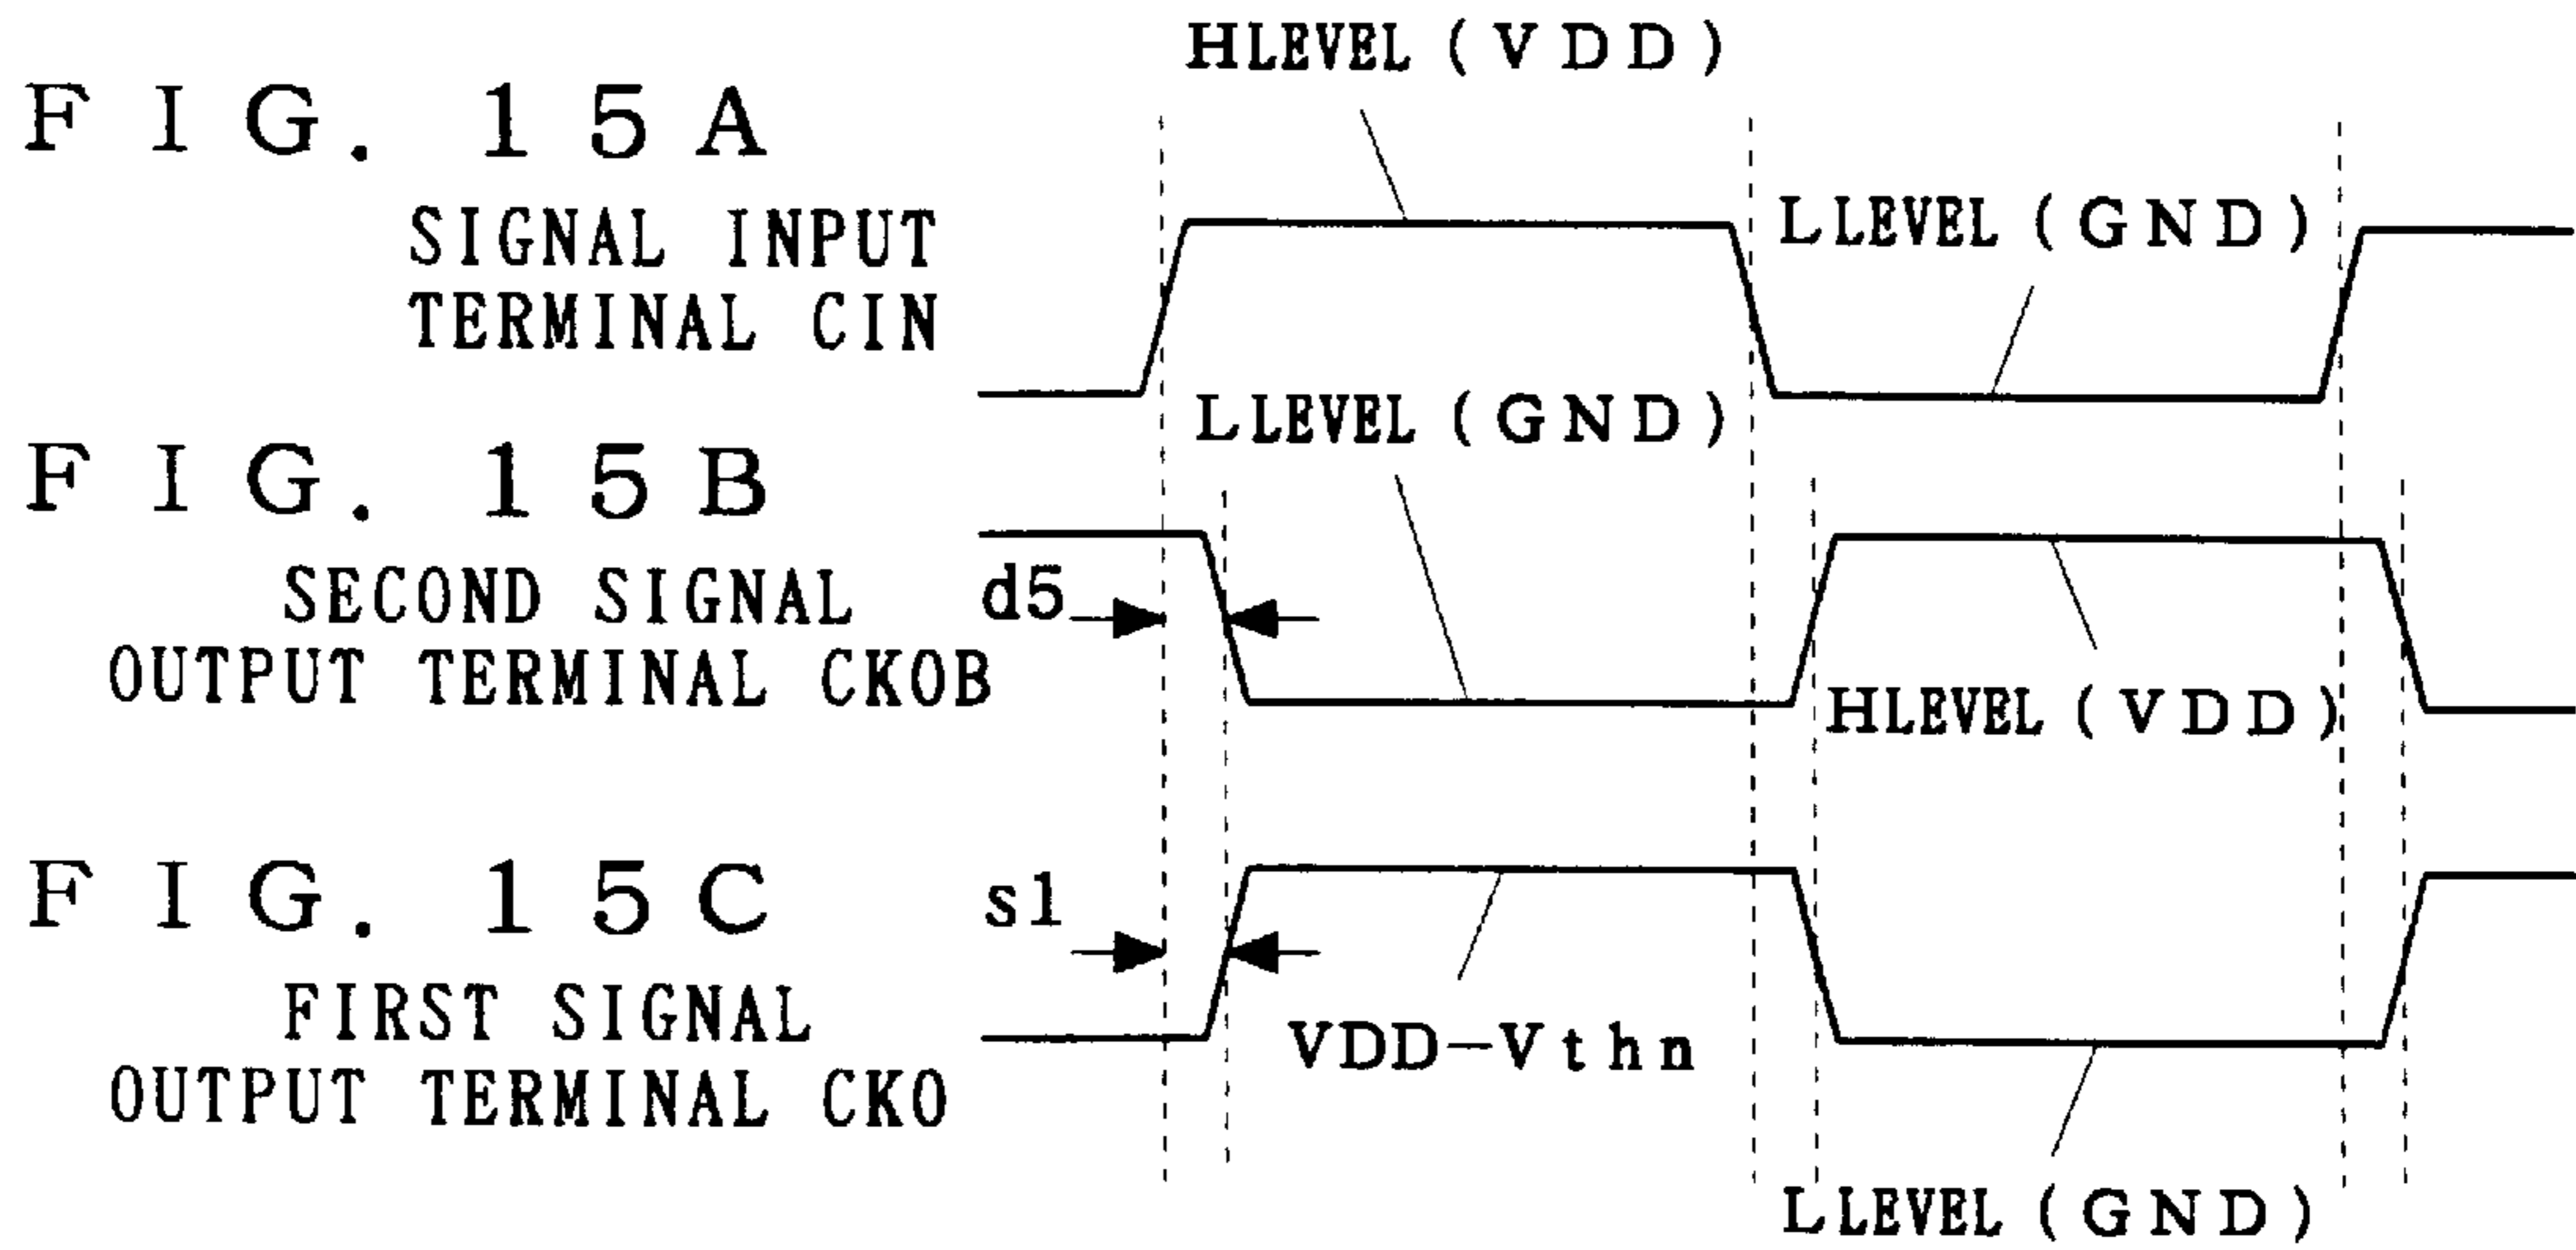 HLEVEL (VDD)
FIG. 15A
SIGNAL INPUT
TERMINAL CIN
LLEVEL (GND)
LLEVEL (GND)
FIG. 15B
SECOND SIGNAL
OUTPUT TERMINAL CKOB
d5
HLEVEL (VDD)
FIG. 15C
FIRST SIGNAL
OUTPUT TERMINAL CKO
s1
VDD-Vthn
LLEVEL (GND)